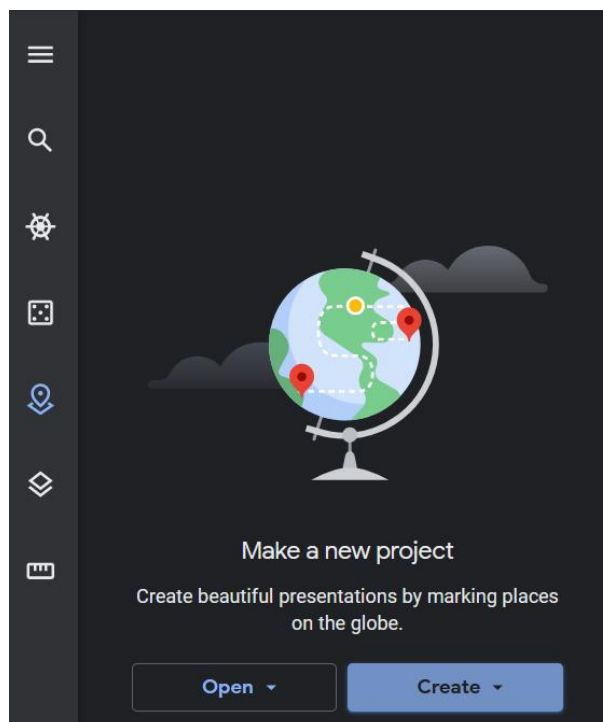 Make a new project
Create beautiful presentations by marking places
on the globe.
Open
Create